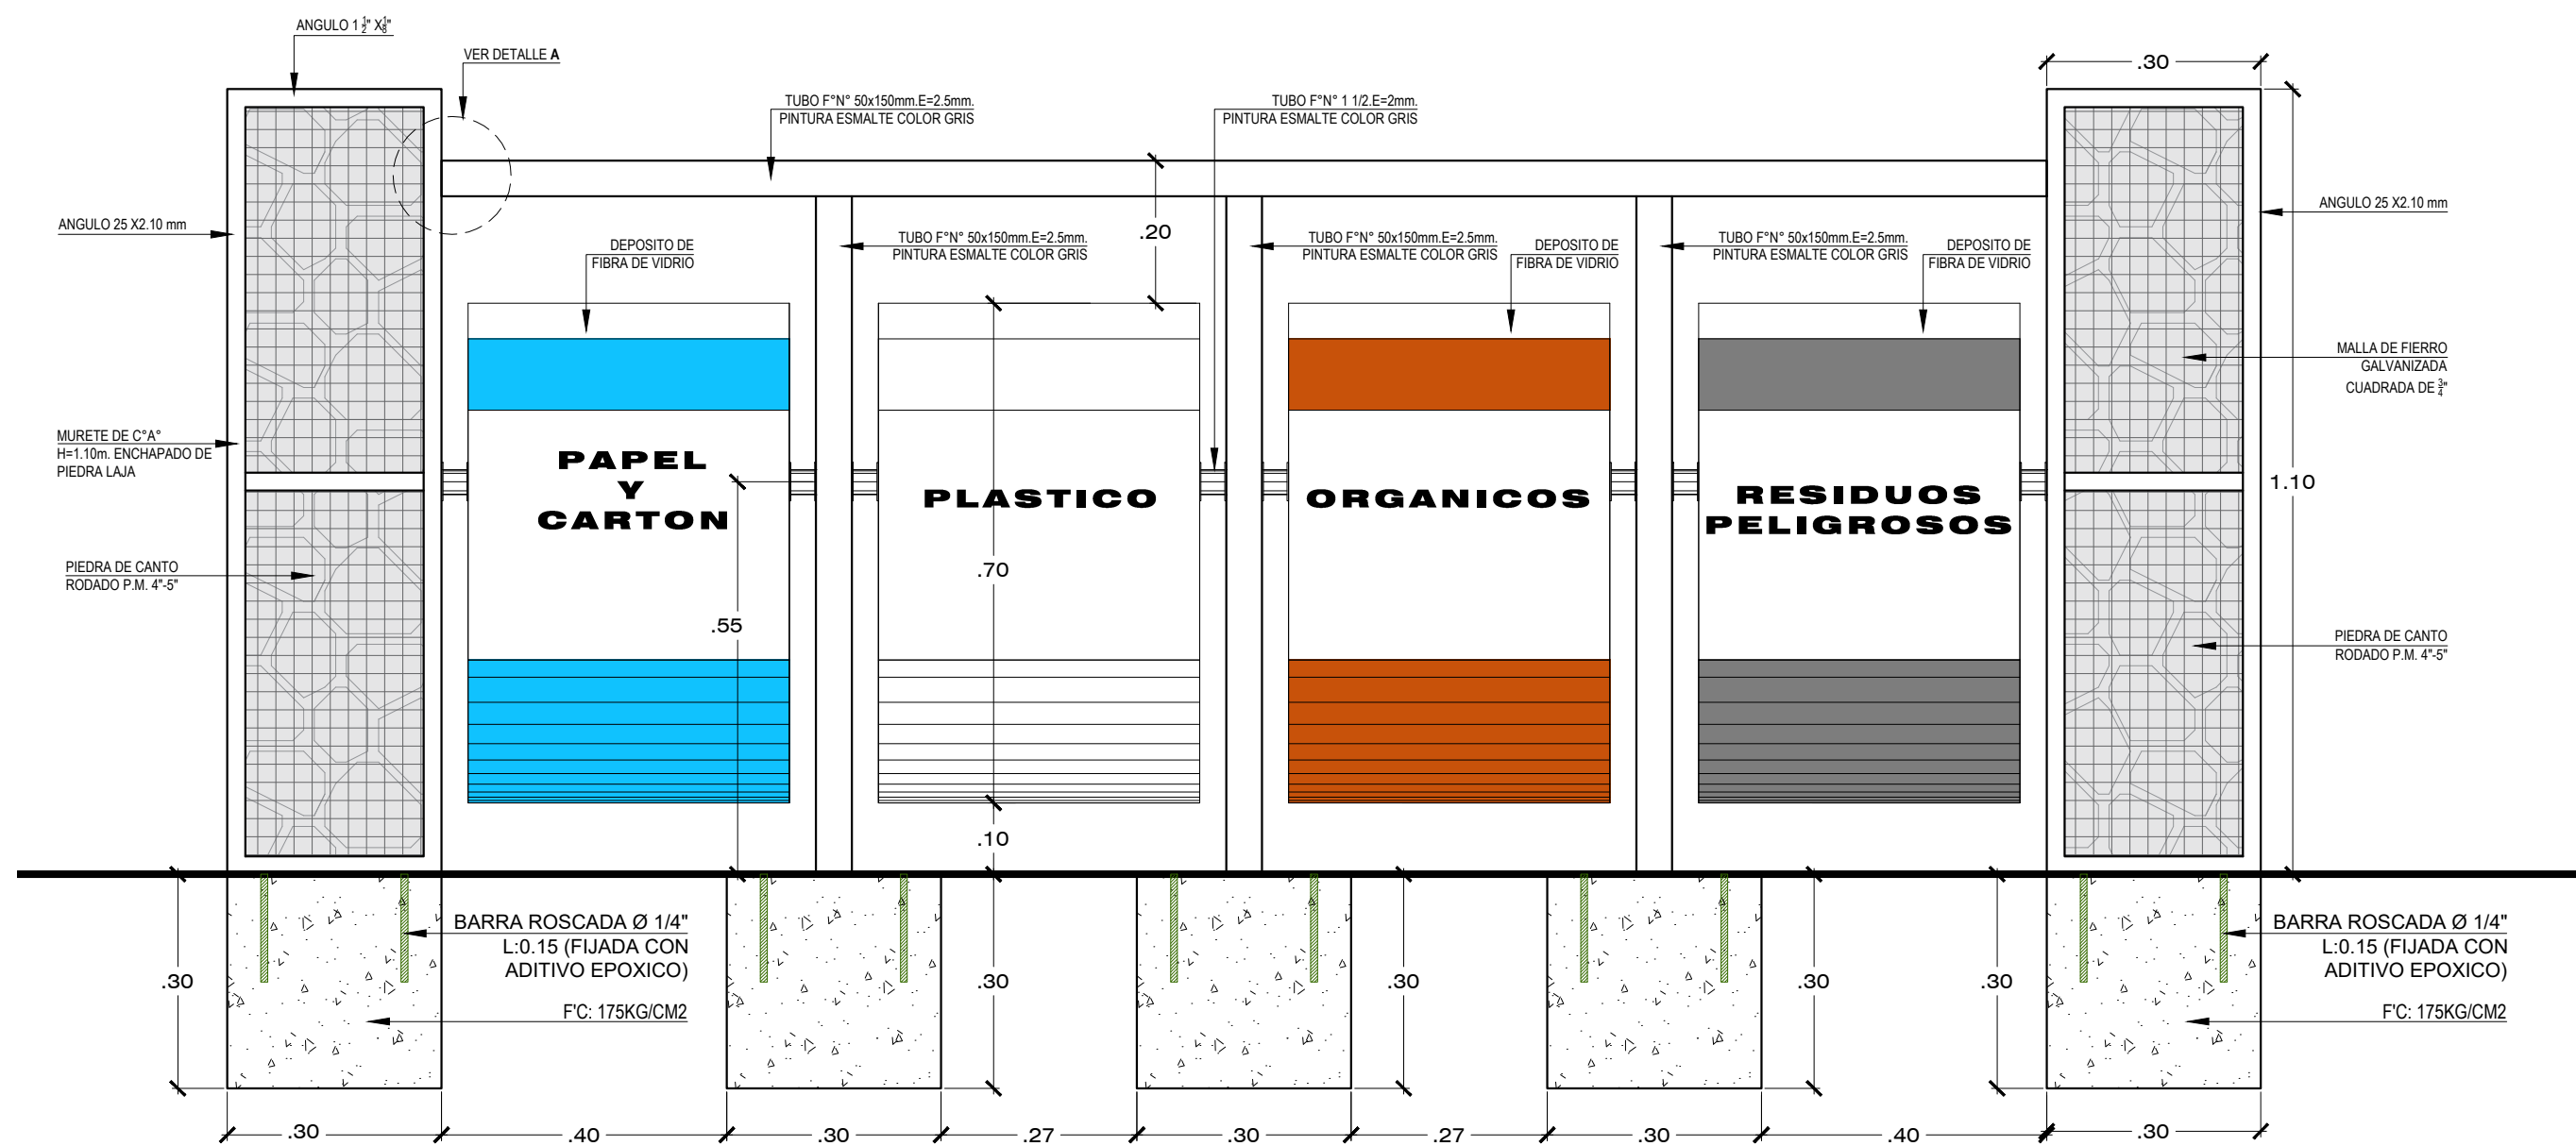 ANGULO 1 1/2" X1/8"
VER DETALLE A
.30
TUBO F°N° 50x150mm.E=2.5mm.
PINTURA ESMALTE COLOR GRIS
TUBO F°N° 1 1/2.E=2mm.
PINTURA ESMALTE COLOR GRIS
ANGULO 25 X2.10 mm
ANGULO 25 X2.10 mm
.20
DEPOSITO DE
FIBRA DE VIDRIO
TUBO F°N° 50x150mm.E=2.5mm.
PINTURA ESMALTE COLOR GRIS
TUBO F°N° 50x150mm.E=2.5mm.
PINTURA ESMALTE COLOR GRIS
DEPOSITO DE
FIBRA DE VIDRIO
TUBO F°N° 50x150mm.E=2.5mm.
PINTURA ESMALTE COLOR GRIS
DEPOSITO DE
FIBRA DE VIDRIO
MALLA DE FIERRO
GALVANIZADA
CUADRADA DE 3/4"
MURETE DE C°A°
H=1.10m. ENCHAPADO DE
PIEDRA LAJA
PAPEL
Y
CARTON
PLASTICO
ORGANICOS
RESIDUOS
PELIGROSOS
1.10
PIEDRA DE CANTO
RODADO P.M. 4"-5"
.70
.55
PIEDRA DE CANTO
RODADO P.M. 4"-5"
.10
BARRA ROSCADA Ø 1/4"
L:0.15 (FIJADA CON
ADITIVO EPOXICO)
F'C: 175KG/CM2
BARRA ROSCADA Ø 1/4"
L:0.15 (FIJADA CON
ADITIVO EPOXICO)
F'C: 175KG/CM2
.30
.30
.30
.30
.30
.30
.40
.30
.27
.30
.27
.30
.40
.30